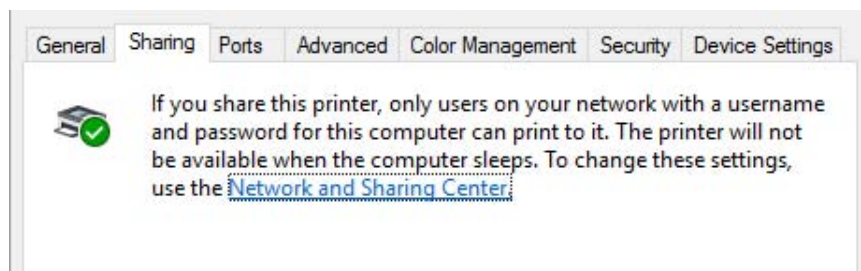 General Sharing Ports Advanced Color Management Security Device Settings
If you share this printer, only users on your network with a username
and password for this computer can print to it. The printer will not
be available when the computer sleeps. To change these settings,
use the Network and Sharing Center.